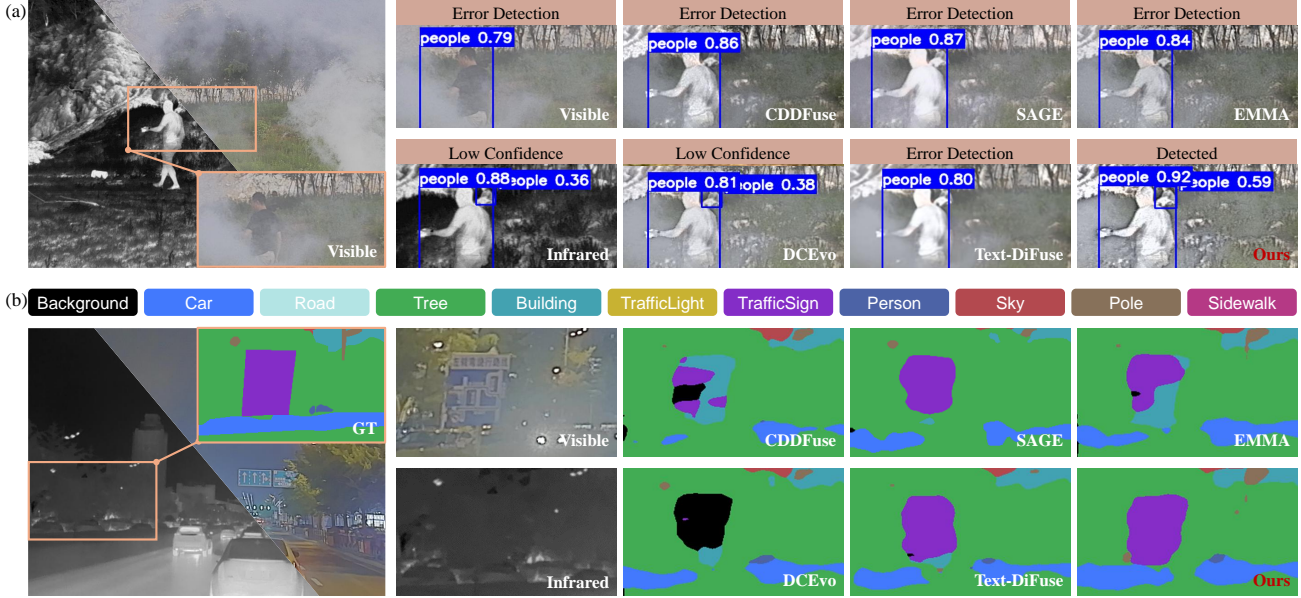 (a)
Error Detection Error Detection Error Detection Error Detection
people 0.79 people 0.86 people 0.87 people 0.84
Visible CDDFuse SAGE EMMA
Low Confidence Low Confidence Error Detection Detected
people 0.88 eople 0.36 people 0.81 eople 0.38 people 0.80 people 0.92 eople 0.59
Visible Infrared DCEvo Text-DiFuse Ours
(b) Background Car Road Tree Building TrafficLight TrafficSign Person Sky Pole Sidewalk
GT Visible CDDFuse SAGE EMMA
Infrared DCEvo Text-DiFuse Ours